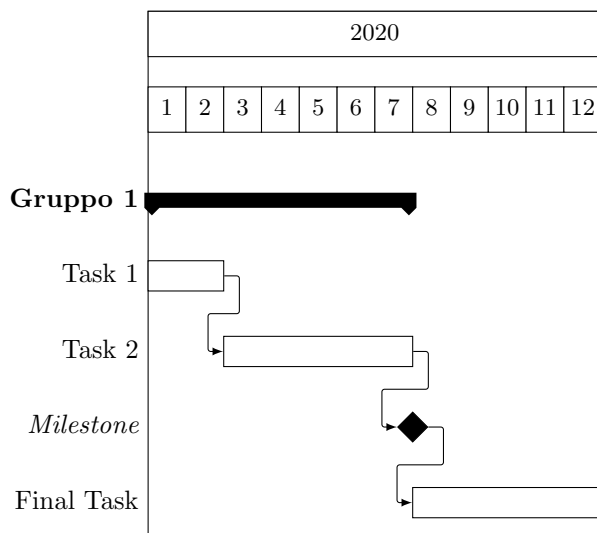 2020
1 2 3 4 5 6 7 8 9 10 11 12
Gruppo 1
Task 1
Task 2
Milestone
Final Task